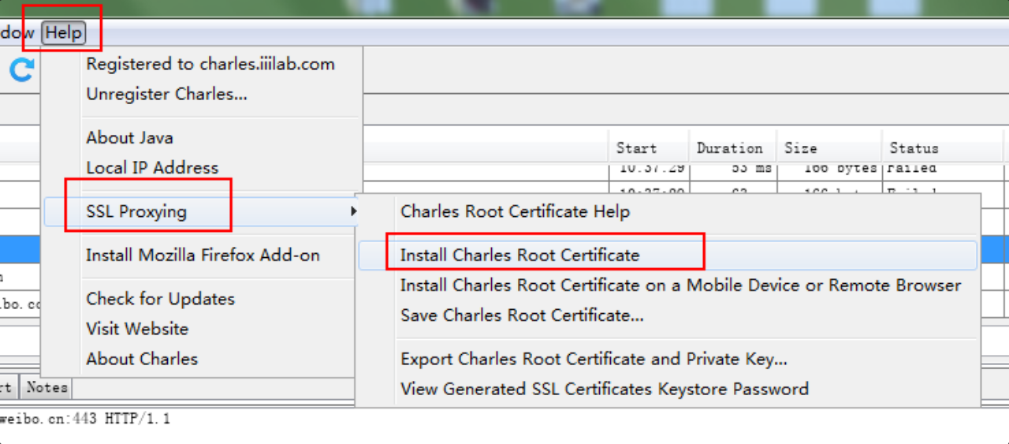 dow Help
Registered to charles.iiilab.com
Unregister Charles...
About Java
Local IP Address
Start Duration Size Status
10:37:29 53 ms 166 bytes Failed
SSL Proxying
Charles Root Certificate Help
Install Mozilla Firefox Add-on
Install Charles Root Certificate
Install Charles Root Certificate on a Mobile Device or Remote Browser
Check for Updates
ibo.co
Save Charles Root Certificate...
Visit Website
About Charles
Export Charles Root Certificate and Private Key...
rt Notes
View Generated SSL Certificates Keystore Password
weibo.cn:443 HTTP/1.1